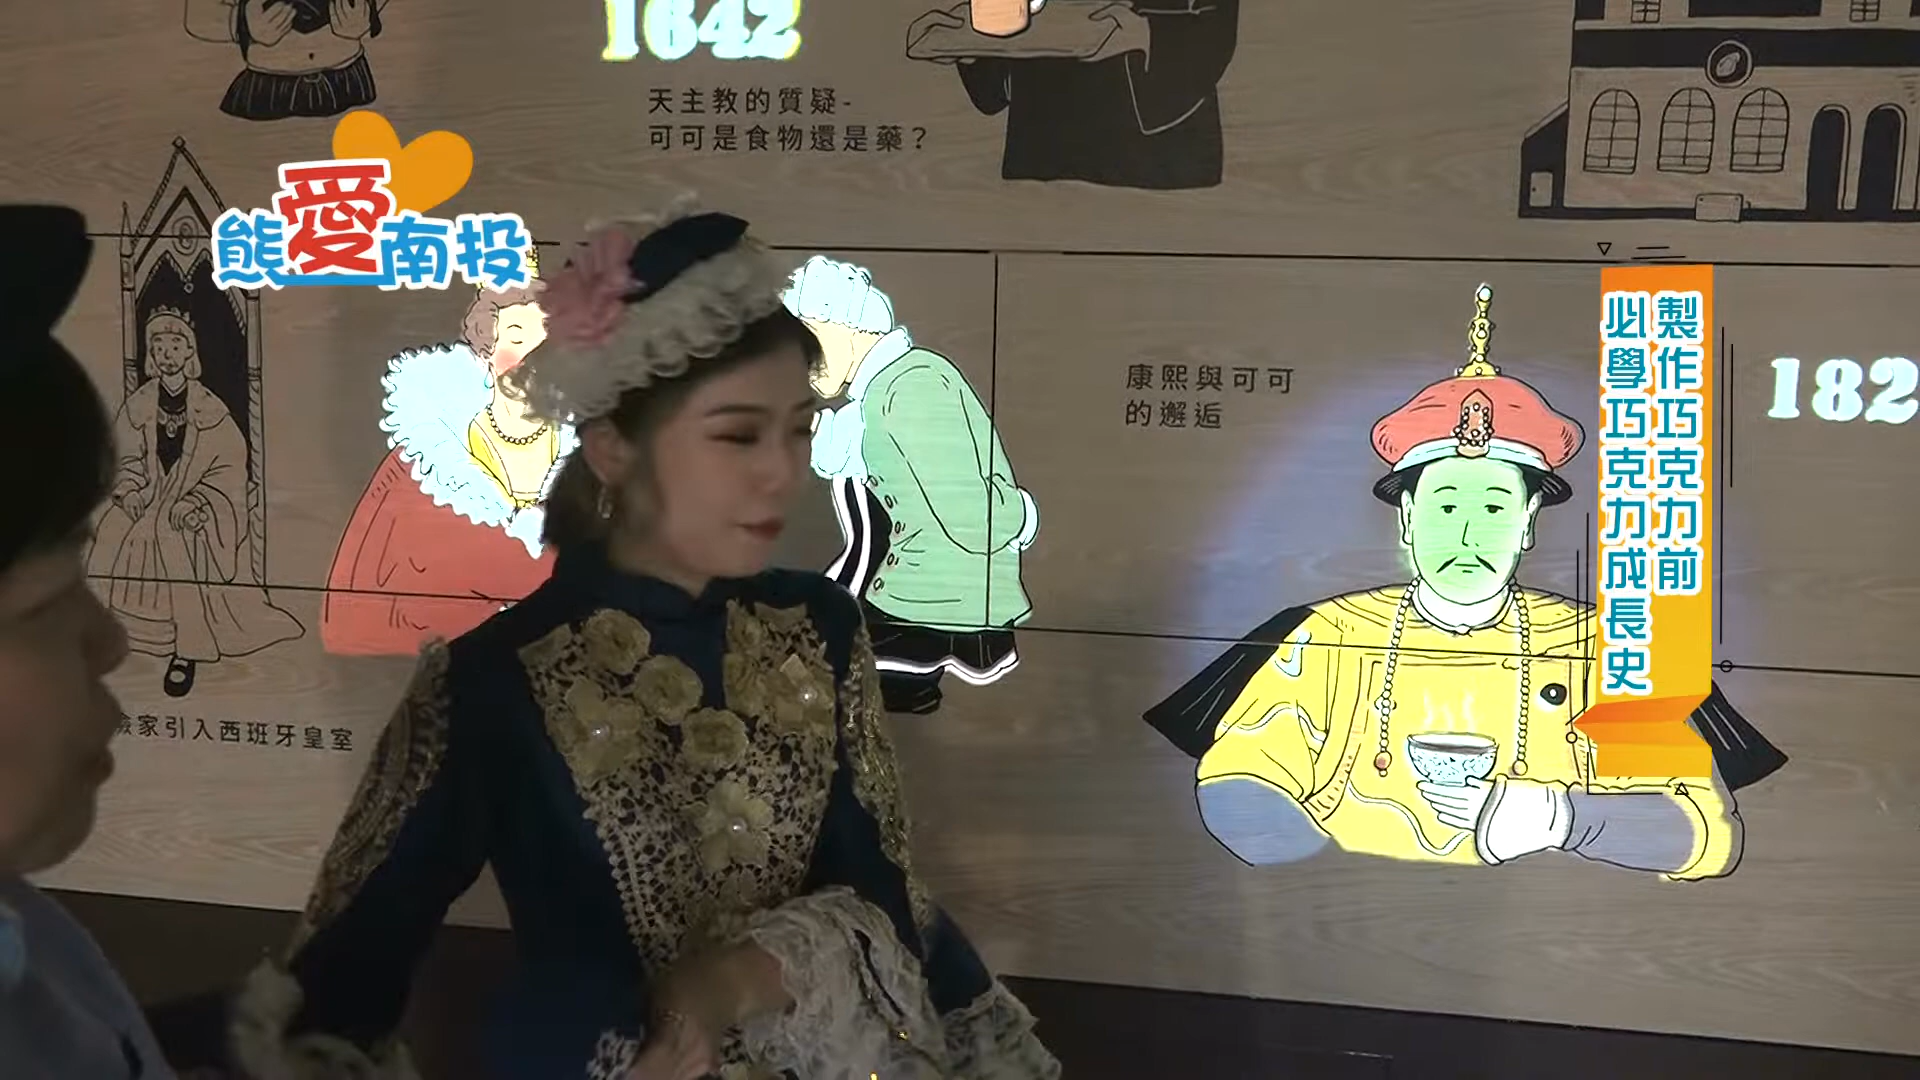 1642
天主教的質疑-
可可是食物還是藥？
熊愛南投
康熙與可可
的邂逅
製作巧克力前
必學巧克力成長史
182
家引入西班牙皇室